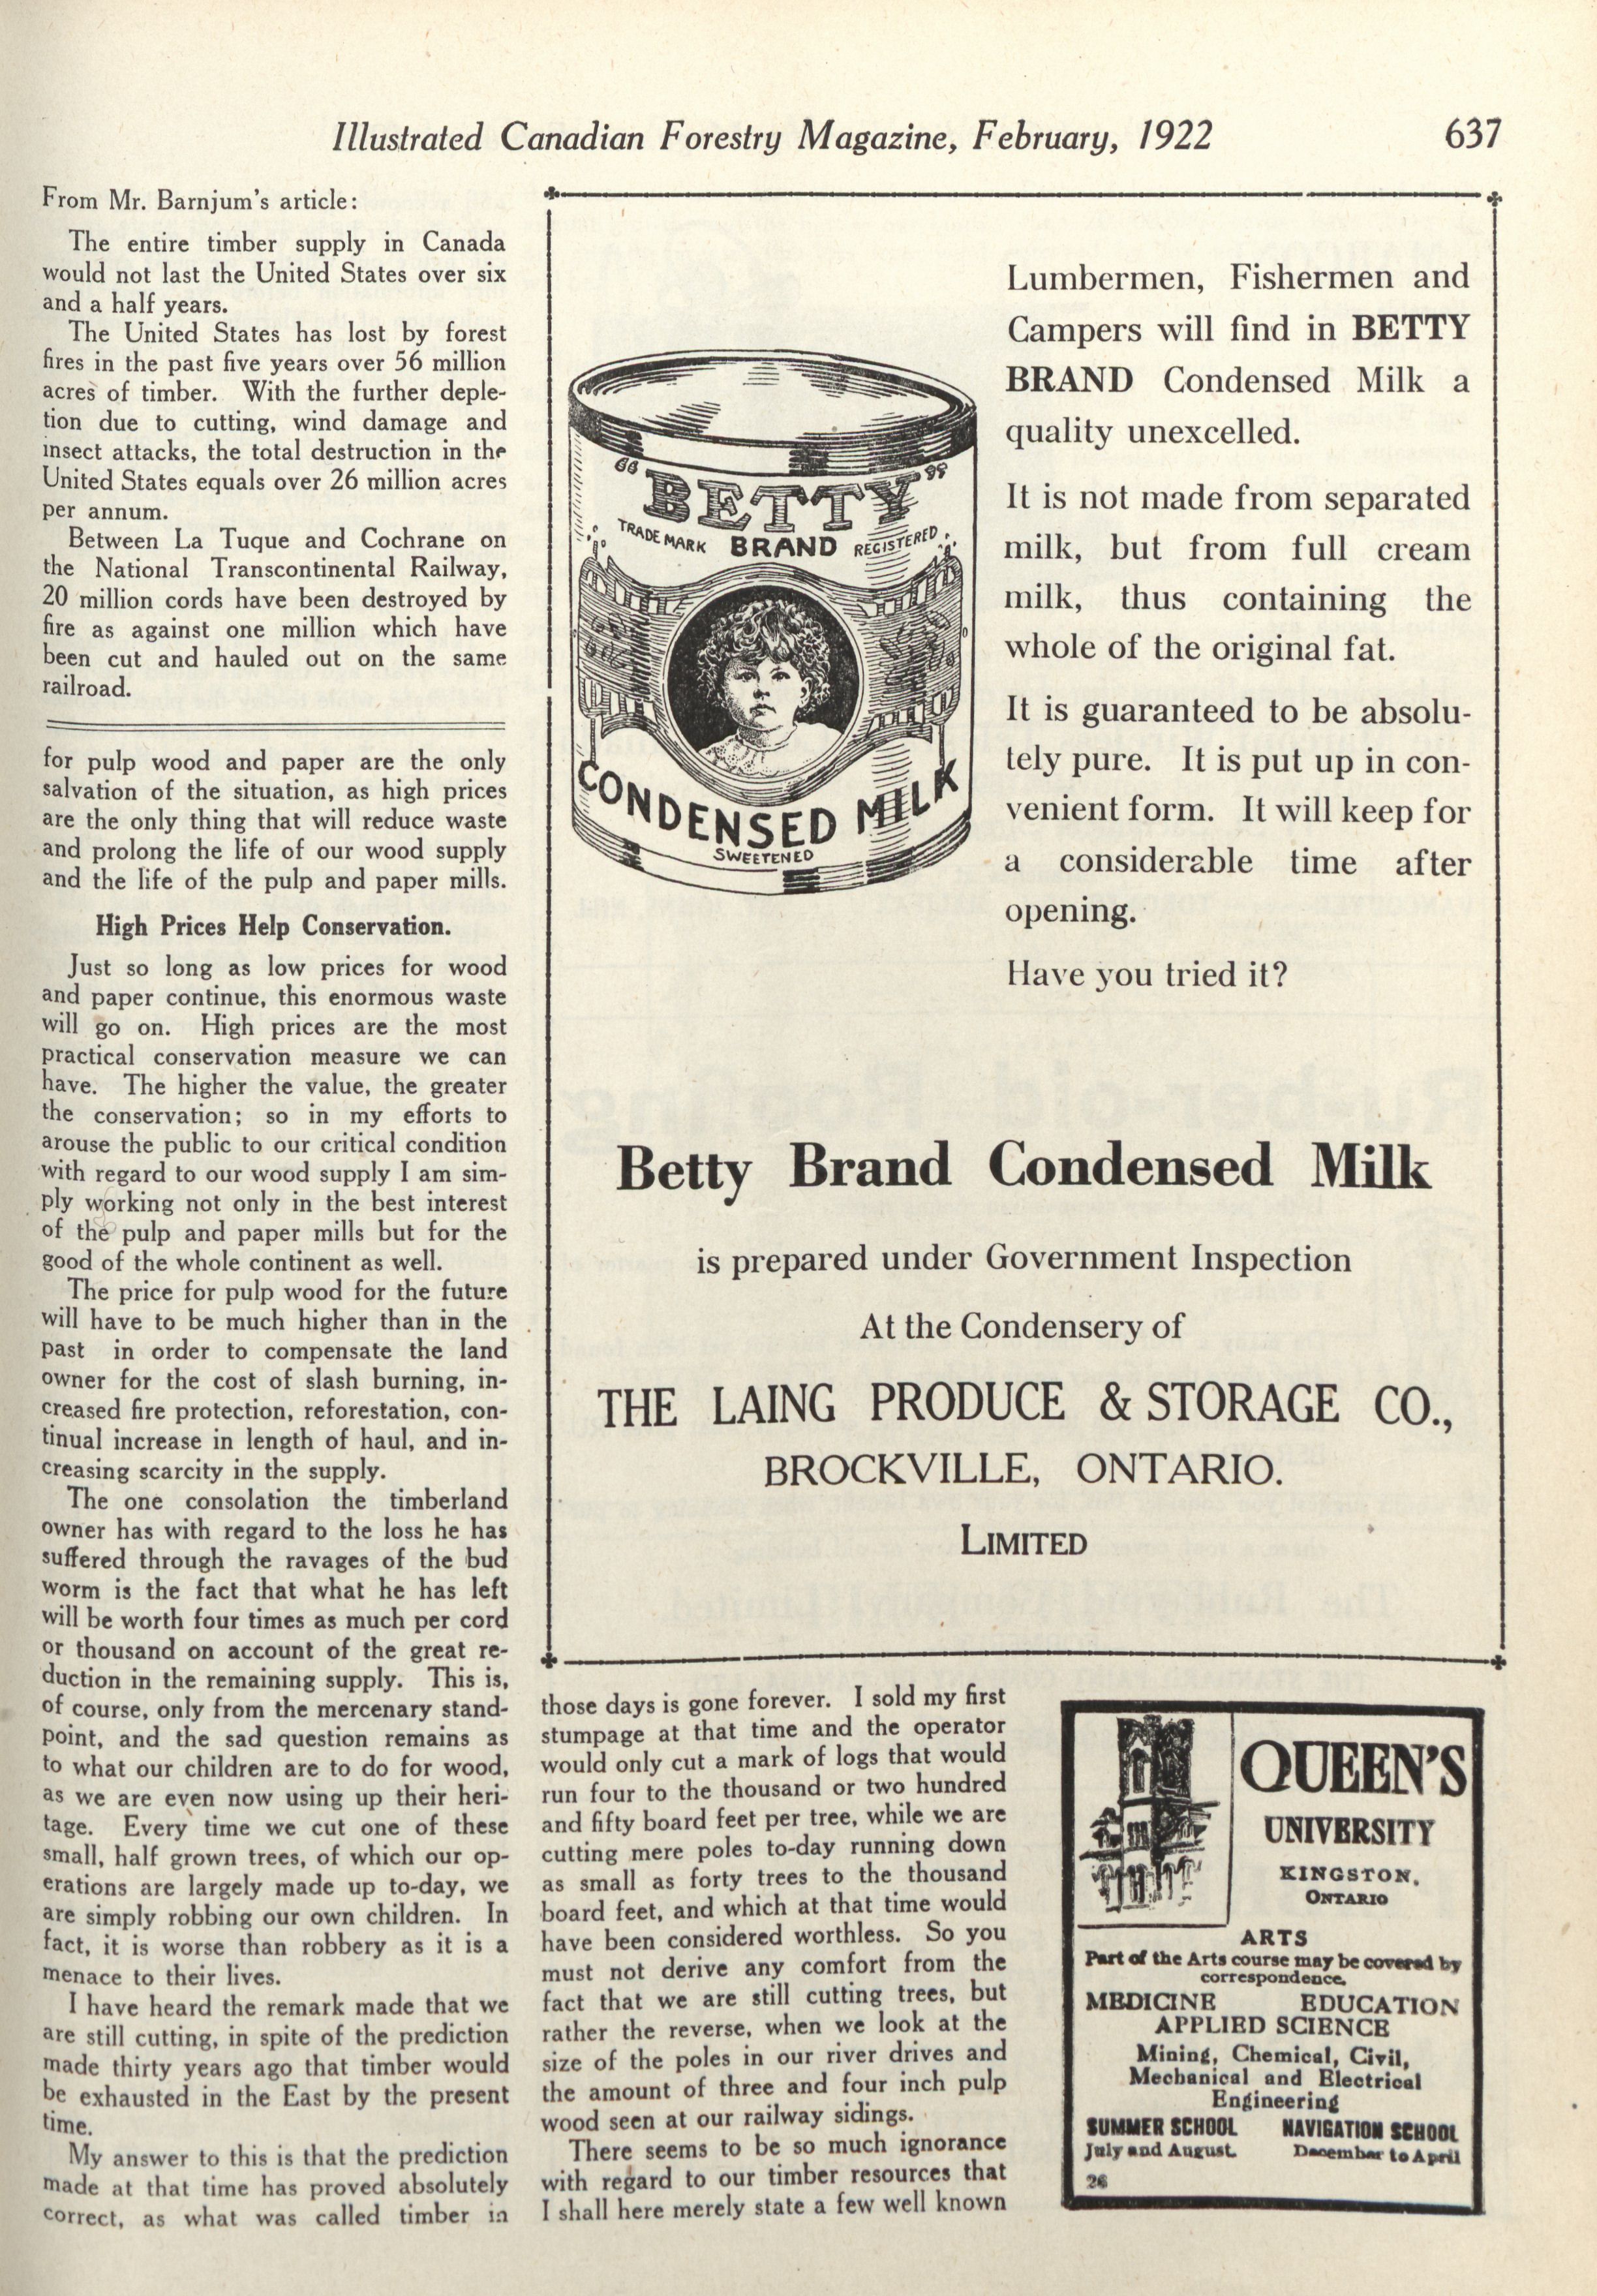 Illustrated Canadian Forestry Magazine, February, 1922
637
From Mr. Barnjum's article:
The entire timber supply in Canada
would not last the United States over six
and a half years.
The United States has lost by forest
fires in the past five years over 56 million
acres of timber. With the further deple-
tion due to cutting, wind damage and
insect attacks, the total destruction in the
United States equals over 26 million acres
per annum.
Between La Tuque and Cochrane on
the National Transcontinental Railway,
20 million cords have been destroyed by
fire as against one million which have
been cut and hauled out on the same
railroad.
for pulp wood and paper are the only
salvation of the situation, as high prices
are the only thing that will reduce waste
and prolong the life of our wood supply
and the life of the pulp and paper mills.
High Prices Help Conservation.
Just so long as low prices for wood
and paper continue, this enormous waste
will go on. High prices are the most
practical conservation measure we can
have. The higher the value, the greater
the conservation; so in my efforts to
arouse the public to our critical condition
with regard to our wood supply I am sim-
ply working not only in the best interest
of the pulp and paper mills but for the
good of the whole continent as well.
The price for pulp wood for the future
will have to be much higher than in the
past in order to compensate the land
owner for the cost of slash burning, in-
creased fire protection, reforestation, con-
tinual increase in length of haul, and in-
creasing scarcity in the supply.
The one consolation the timberland
owner has with regard to the loss he has
suffered through the ravages of the bud
worm is the fact that what he has left
will be worth four times as much per cord
or thousand on account of the great re-
duction in the remaining supply. This is,
of course, only from the mercenary stand-
point, and the sad question remains as
to what our children are to do for wood,
as we are even now using up their heri-
tage. Every time we cut one of these
small, half grown trees, of which our op-
erations are largely made up to-day, we
are simply robbing our own children. In
fact, it is worse than robbery as it is a
menace to their lives.
I have heard the remark made that we
are still cutting, in spite of the prediction
made thirty years ago that timber would
be exhausted in the East by the present
time.
My answer to this is that the prediction
made at that time has proved absolutely
correct, as what was called timber in
"BETTY"
TRADE MARK BRAND REGISTERED
CONDENSED MILK
SWEETENED
Lumbermen, Fishermen and
Campers will find in BETTY
BRAND Condensed Milk a
quality unexcelled.
It is not made from separated
milk, but from full cream
milk, thus containing the
whole of the original fat.
It is guaranteed to be absolu-
tely pure. It is put up in con-
venient form. It will keep for
a considerable time after
opening.
Have you tried it?
Betty Brand Condensed Milk
is prepared under Government Inspection
At the Condensery of
THE LAING PRODUCE & STORAGE CO.,
BROCKVILLE, ONTARIO.
LIMITED
those days is gone forever. I sold my first
stumpage at that time and the operator
would only cut a mark of logs that would
run four to the thousand or two hundred
and fifty board feet per tree, while we are
cutting mere poles to-day running down
as small as forty trees to the thousand
board feet, and which at that time would
have been considered worthless. So you
must not derive any comfort from the
fact that we are still cutting trees, but
rather the reverse, when we look at the
size of the poles in our river drives and
the amount of three and four inch pulp
wood seen at our railway sidings.
There seems to be so much ignorance
with regard to our timber resources that
I shall here merely state a few well known
QUEEN'S
UNIVERSITY
KINGSTON,
ONTARIO
ARTS
Part of the Arts course may be covered by
correspondence.
MEDICINE EDUCATION
APPLIED SCIENCE
Mining, Chemical, Civil,
Mechanical and Electrical
Engineering
SUMMER SCHOOL NAVIGATION SCHOOL
July and August. December to April
26